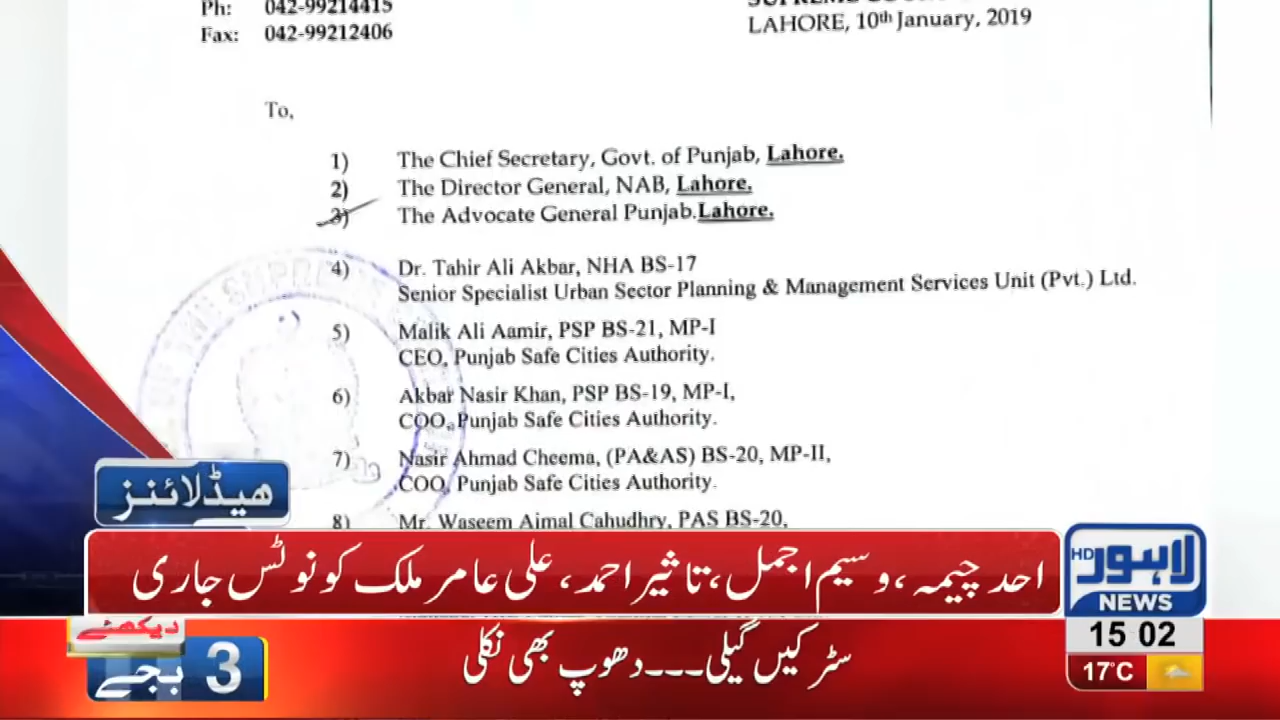 Ph: 042-99214415
Fax: 042-99212406
LAHORE, 10th January, 2019
To,
1) The Chief Secretary, Govt. of Punjab, Lahore.
2) The Director General, NAB, Lahore.
3) The Advocate General Punjab.Lahore.
4) Dr. Tahir Ali Akbar, NHA BS-17
Senior Specialist Urban Sector Planning & Management Services Unit (Pvt.) Ltd.
5) Malik Ali Aamir, PSP BS-21, MP-I
CEO, Punjab Safe Cities Authority.
6) Akbar Nasir Khan, PSP BS-19, MP-I,
COO, Punjab Safe Cities Authority.
7) Nasir Ahmad Cheema, (PA&AS) BS-20, MP-II,
COO, Punjab Safe Cities Authority.
8) Mr. Waseem Ajmal Cahudhry, PAS BS-20,
ھیڈلائنز
احد چیمہ، وسیم اجمل، تاثیر احمد، علی عامر ملک کو نوٹس جاری
لاہور HD
NEWS
15 02
17°C
دیکھئے
3 بجے
سڑکیں گیلی۔۔۔دھوپ بھی نکلی